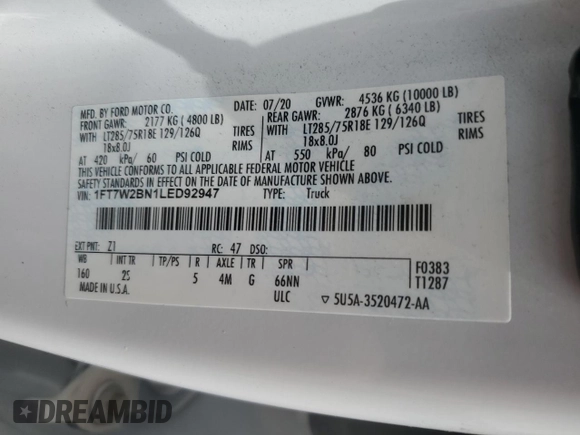 MFD. BY FORD MOTOR CO.
DATE: 07/20 GVWR: 4536 KG (10000 LB)
FRONT GAWR: 2177 KG ( 4800 LB)
REAR GAWR: 2876 KG ( 6340 LB)
WITH LT285/75R18E 129/126Q TIRES
WITH LT285/75R18E 129/126Q TIRES
18x8.0J RIMS
18x8.0J RIMS
AT 420 kPa/ 60 PSI COLD
AT 550 kPa/ 80 PSI COLD
THIS VEHICLE CONFORMS TO ALL APPLICABLE FEDERAL MOTOR VEHICLE
SAFETY STANDARDS IN EFFECT ON THE DATE OF MANUFACTURE SHOWN ABOVE.
VIN: 1FT7W2BN1LED92947 TYPE: Truck
EXT PNT: Z1 RC: 47 DSO:
WB INT TR TP/PS R AXLE TR SPR
160 2S 5 4M G 66NN
MADE IN U.S.A. ULC
F0383
T1287
▽ 5U5A-3520472-AA
DREAMBID